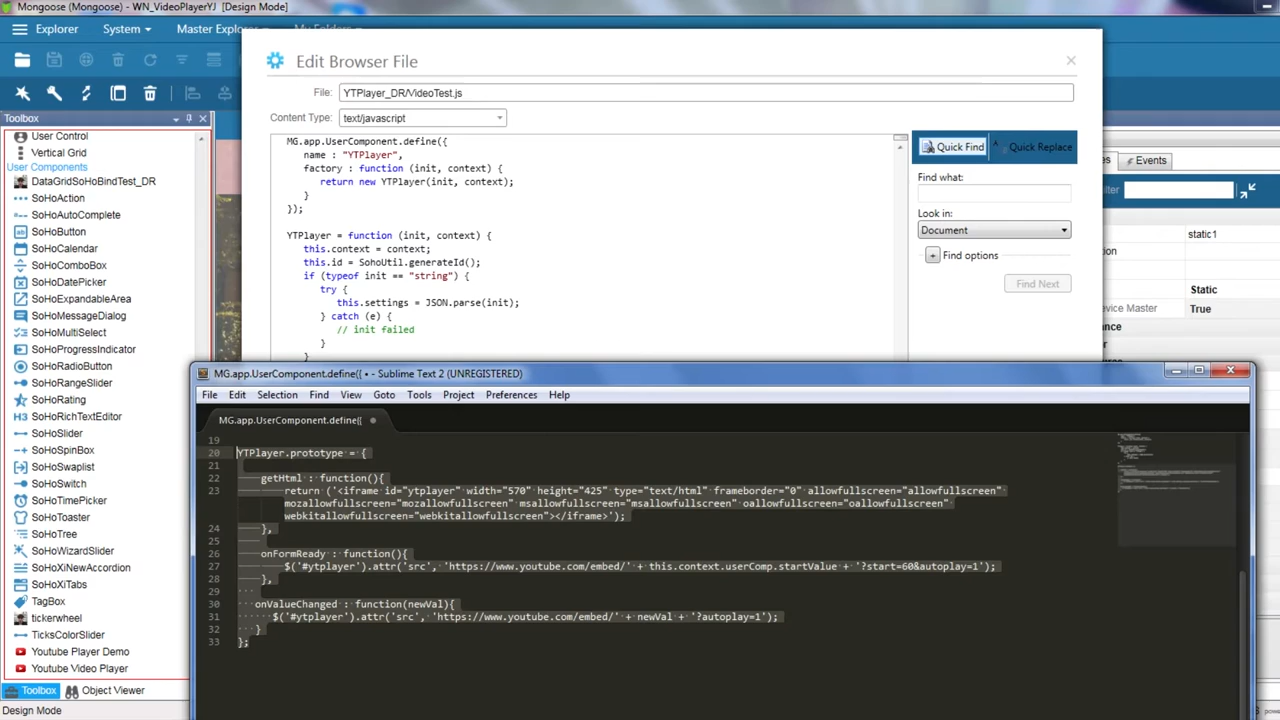 Mongoose (Mongoose) - WN_VideoPlayerYJ [Design Mode]
Explorer System Master Explor My Forms
Edit Browser File
File: YTPlayer_DR/VideoTest.js
Content Type: text/javascript
Toolbox
User Control
Vertical Grid
User Components
DataGridSoHoBindTest_DR
SoHoAction
SoHoAutoComplete
SoHoButton
SoHoCalendar
SoHoComboBox
SoHoDatePicker
SoHoExpandableArea
SoHoMessageDialog
SoHoMultiSelect
SoHoProgressIndicator
SoHoRadioButton
SoHoRangeSlider
SoHoRating
SoHoRichTextEditor
SoHoSlider
SoHoSpinBox
SoHoSwaplist
SoHoSwitch
SoHoTimePicker
SoHoToaster
SoHoTree
SoHoWizardSlider
SoHoXiNewAccordion
SoHoXiTabs
TagBox
tickerwheel
TicksColorSlider
Youtube Player Demo
Youtube Video Player
Toolbox Object Viewer
Design Mode
MG.app.UserComponent.define({
name : "YTPlayer",
factory : function (init, context) {
return new YTPlayer(init, context);
}
});
YTPlayer = function (init, context) {
this.context = context;
this.id = SohoUtil.generateId();
if (typeof init == "string") {
try {
this.settings = JSON.parse(init);
} catch (e) {
// init failed
}
}
Quick Find Quick Replace
Find what:
Look in:
Document
Find options
Find Next
es Events
ilter
static1
ion
Static
evice Master True
ance
r
MG.app.UserComponent.define({ • - Sublime Text 2 (UNREGISTERED)
File Edit Selection Find View Goto Tools Project Preferences Help
MG.app.UserComponent.define({
19
20 YTPlayer.prototype = {
21
22 getHtml : function(){
23 return ('<iframe id="ytplayer" width="570" height="425" type="text/html" frameborder="0" allowfullscreen="allowfullscreen"
mozallowfullscreen="mozallowfullscreen" msallowfullscreen="msallowfullscreen" oallowfullscreen="oallowfullscreen"
webkitallowfullscreen="webkitallowfullscreen"></iframe>');
24 },
25
26 onFormReady : function(){
27 $('#ytplayer').attr('src', 'https://www.youtube.com/embed/' + this.context.userComp.startValue + '?start=60&autoplay=1');
28 },
29
30 onValueChanged : function(newVal){
31 $('#ytplayer').attr('src', 'https://www.youtube.com/embed/' + newVal + '?autoplay=1');
32 }
33 };